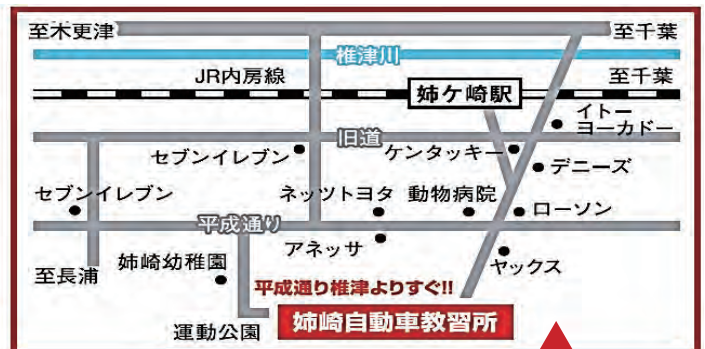 至木更津
至千葉
椎津川
JR内房線
至千葉
姉ケ崎駅
イトー
ヨーカドー
旧道
セブンイレブン
ケンタッキー
デニーズ
セブンイレブン
ネッツトヨタ
動物病院
ローソン
平成通り
アネッサ
ヤックス
至長浦
姉崎幼稚園
平成通り椎津よりすぐ!!
運動公園
姉崎自動車教習所